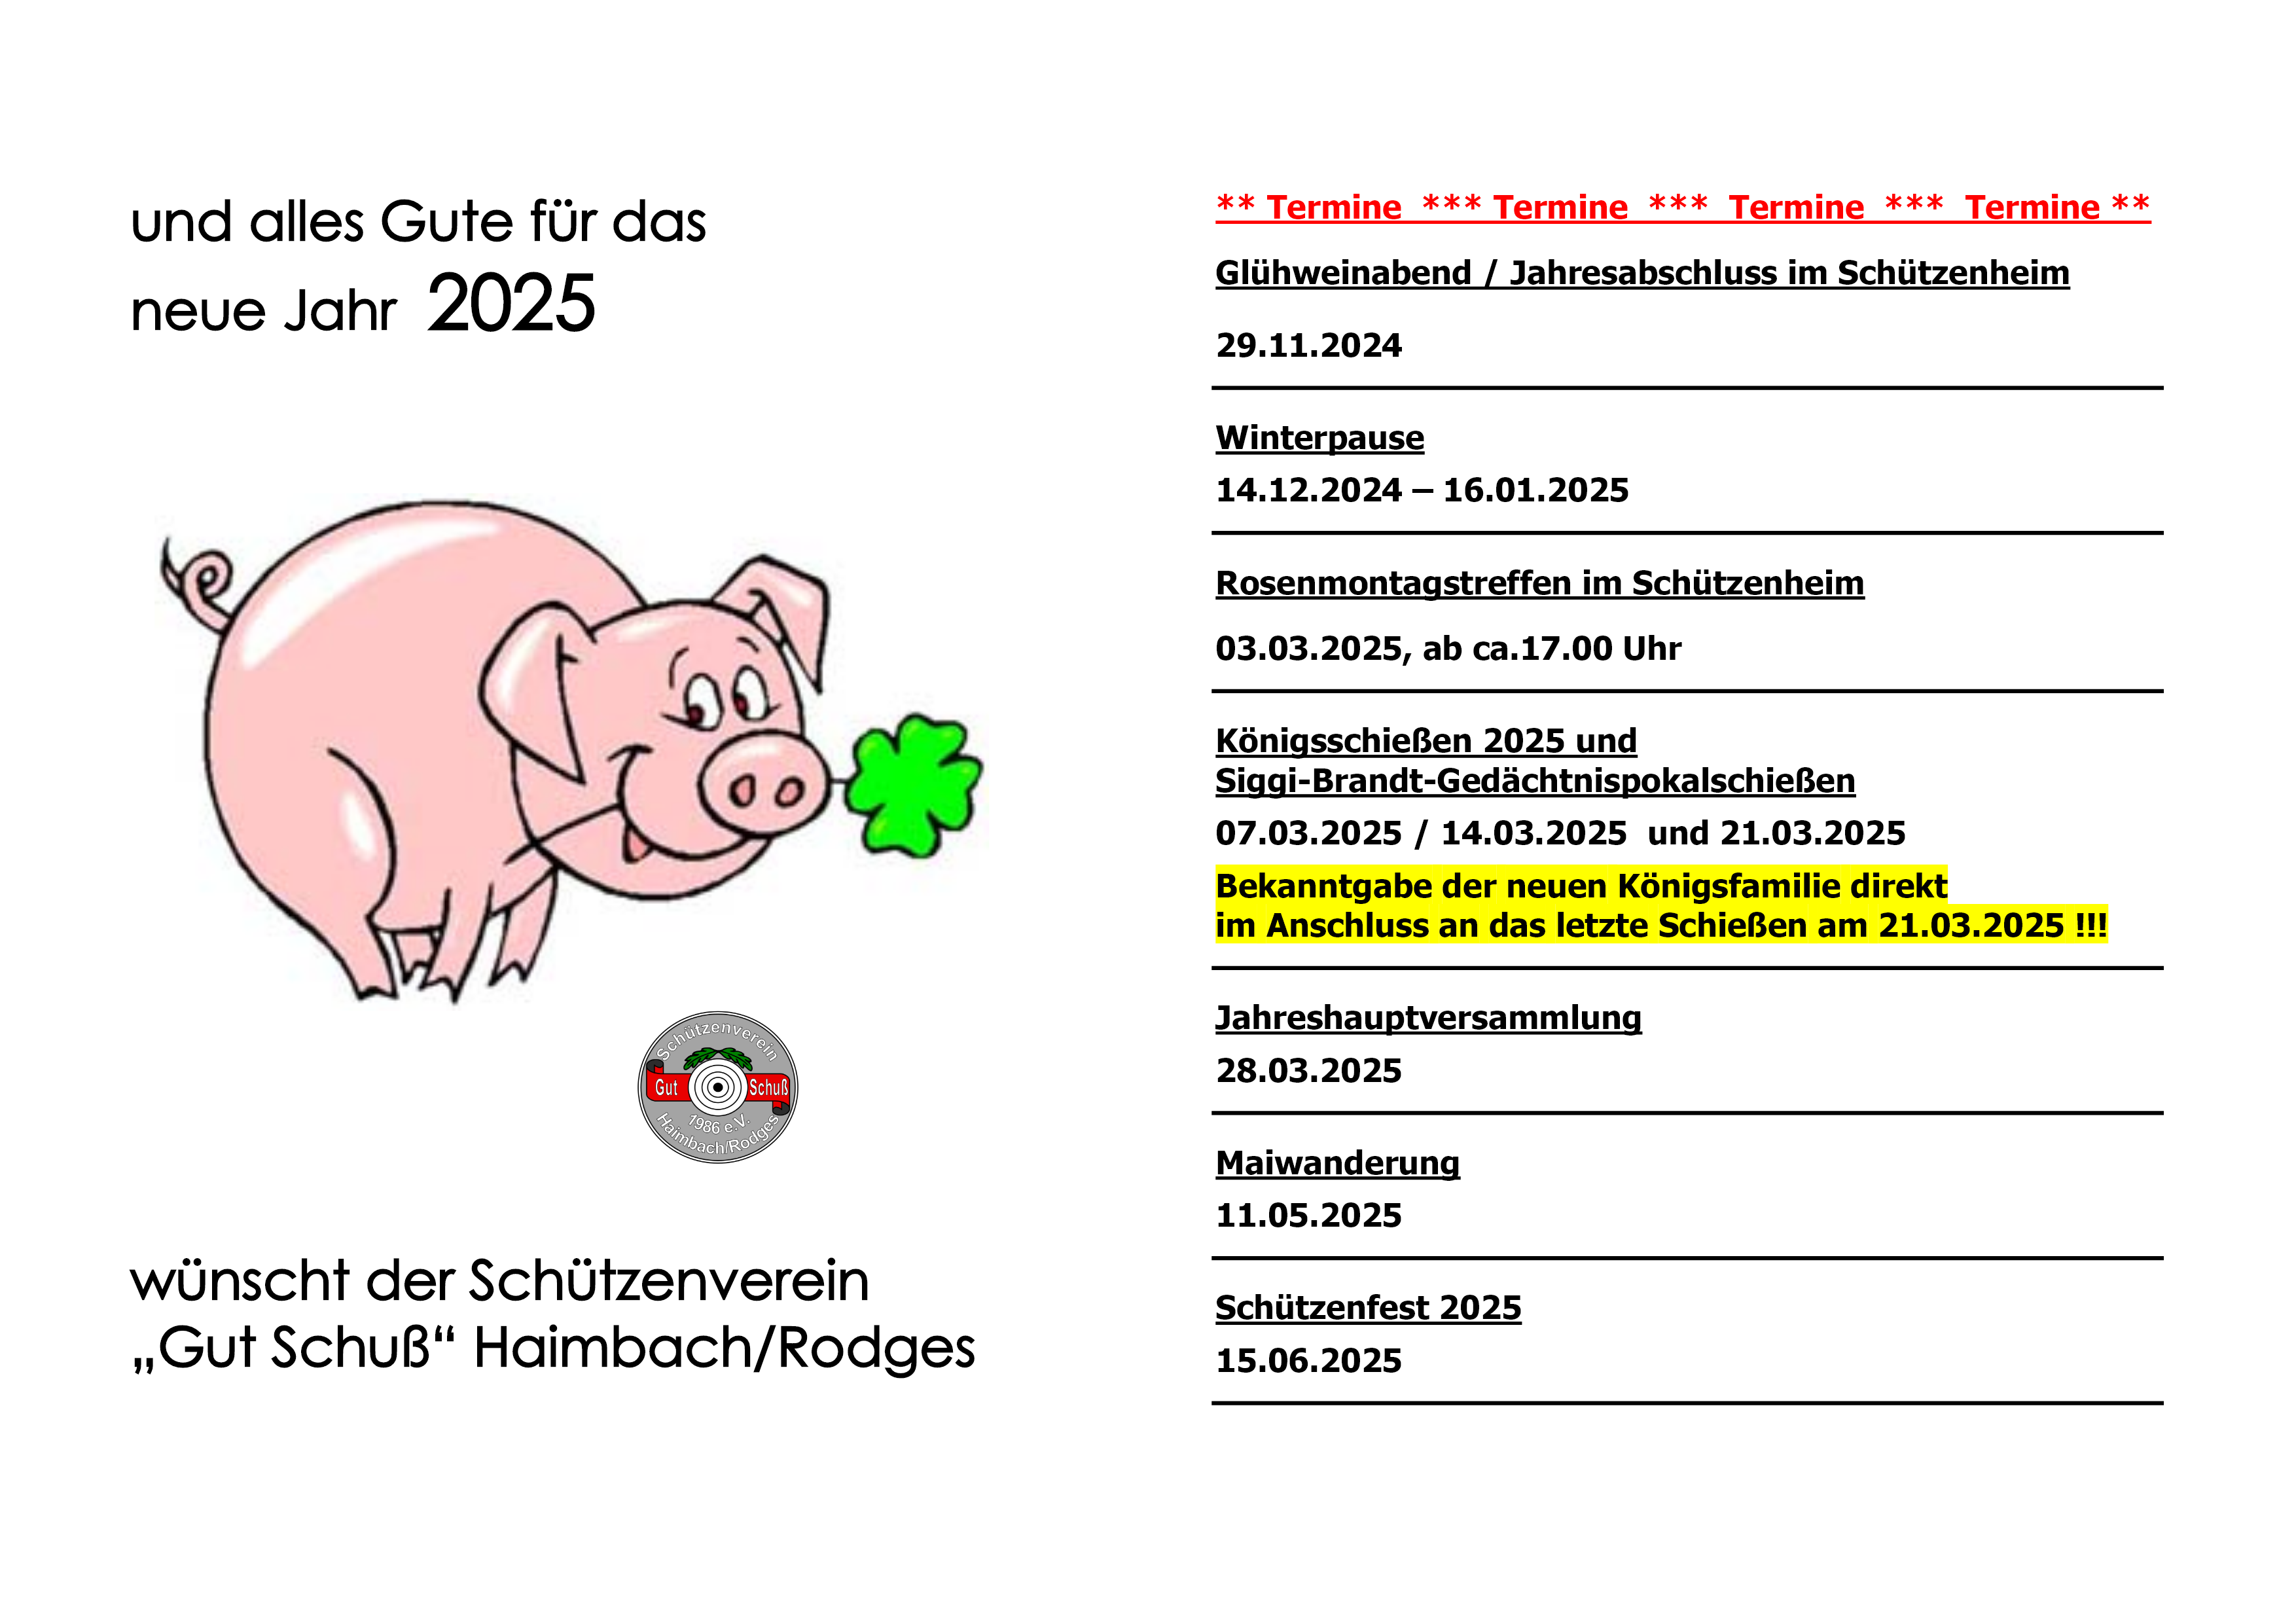 und alles Gute für das
neue Jahr 2025
Schützenverein
Gut Schuß
1986 e.V.
Haimbach/Rodges
wünscht der Schützenverein
„Gut Schuß“ Haimbach/Rodges
** Termine *** Termine *** Termine *** Termine **
Glühweinabend / Jahresabschluss im Schützenheim
29.11.2024
Winterpause
14.12.2024 – 16.01.2025
Rosenmontagstreffen im Schützenheim
03.03.2025, ab ca.17.00 Uhr
Königsschießen 2025 und
Siggi-Brandt-Gedächtnispokalschießen
07.03.2025 / 14.03.2025 und 21.03.2025
Bekanntgabe der neuen Königsfamilie direkt
im Anschluss an das letzte Schießen am 21.03.2025 !!!
Jahreshauptversammlung
28.03.2025
Maiwanderung
11.05.2025
Schützenfest 2025
15.06.2025